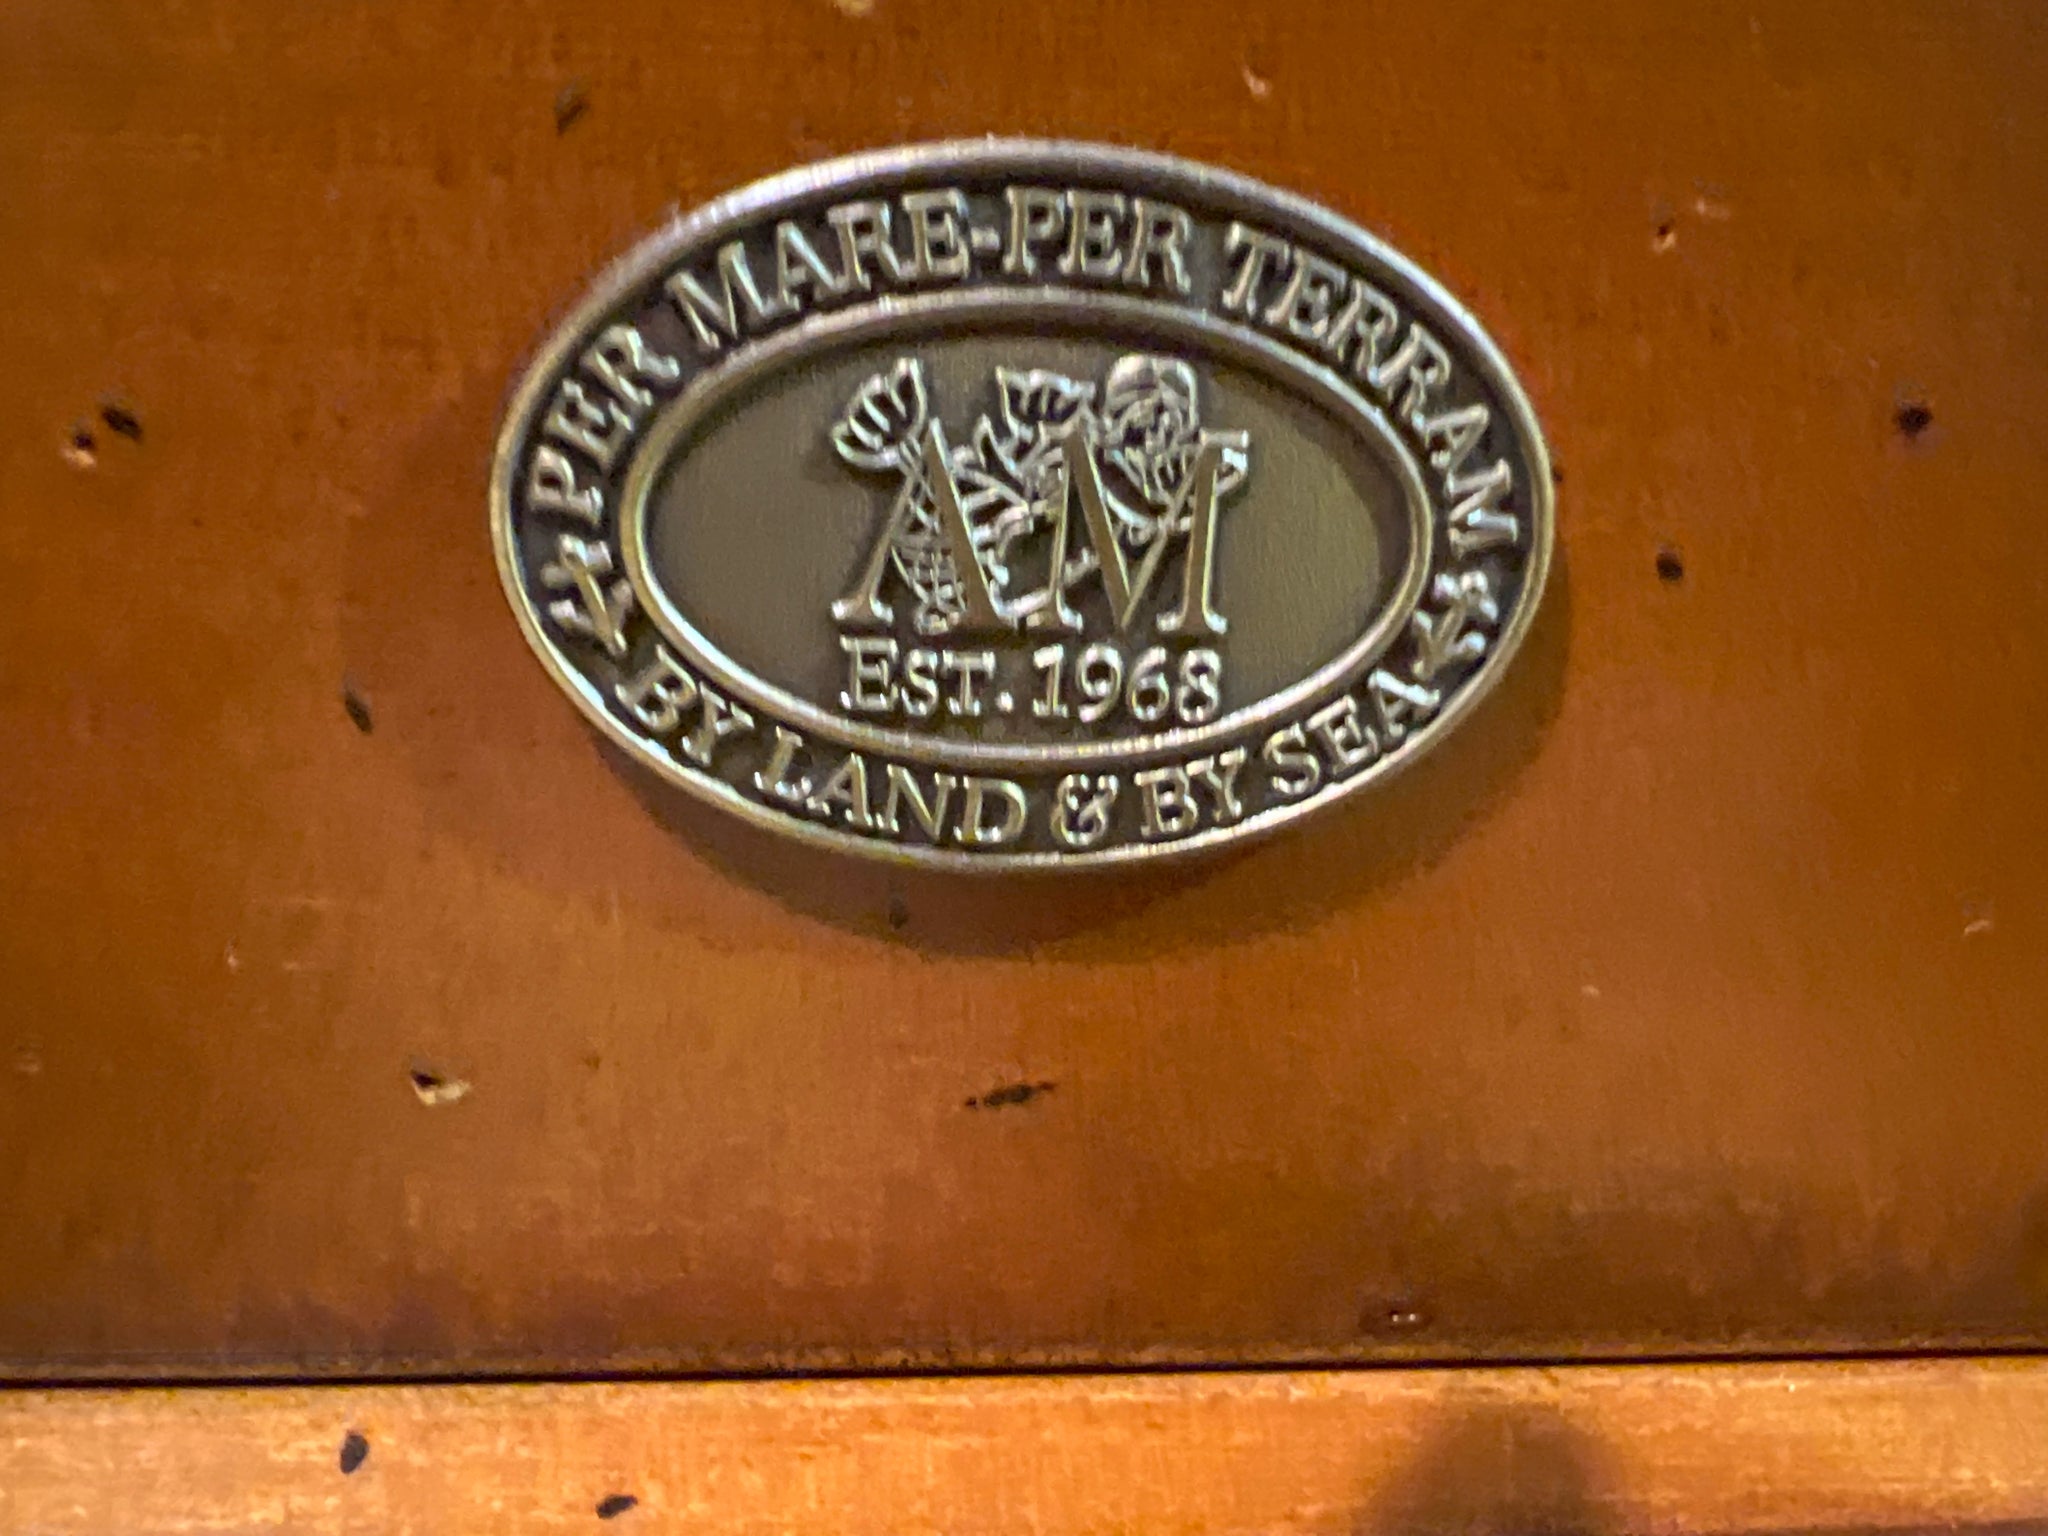 PER MARE-PER TERRAM
AM
EST. 1968
BY LAND & BY SEA